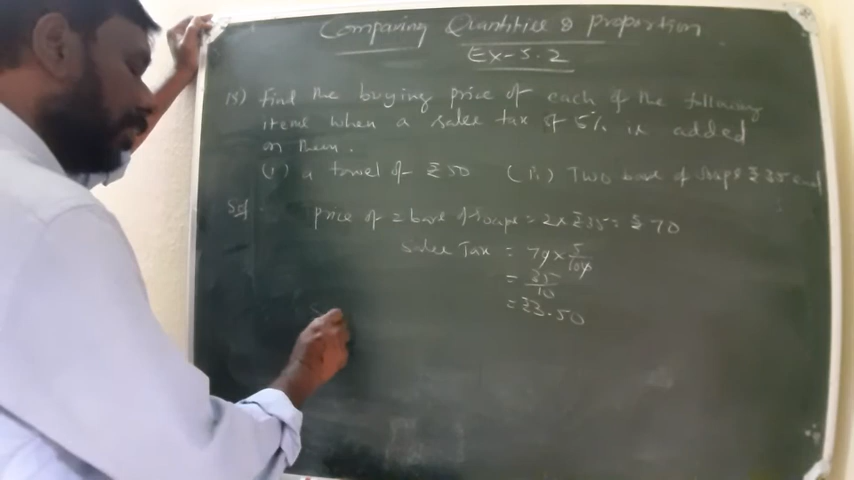 Comparing Quantities & proportion
Ex-5.2
15) Find the buying price of each of the following
items when a sales tax of 5% is added
on them.
(i) a towel of ₹50 (ii) Two bars of soap ₹35 each
Sol. Price of 2 bars of soap = 2 x ₹35 = ₹70
Sales Tax = 70 x 5/100
= 35/10
= ₹3.50